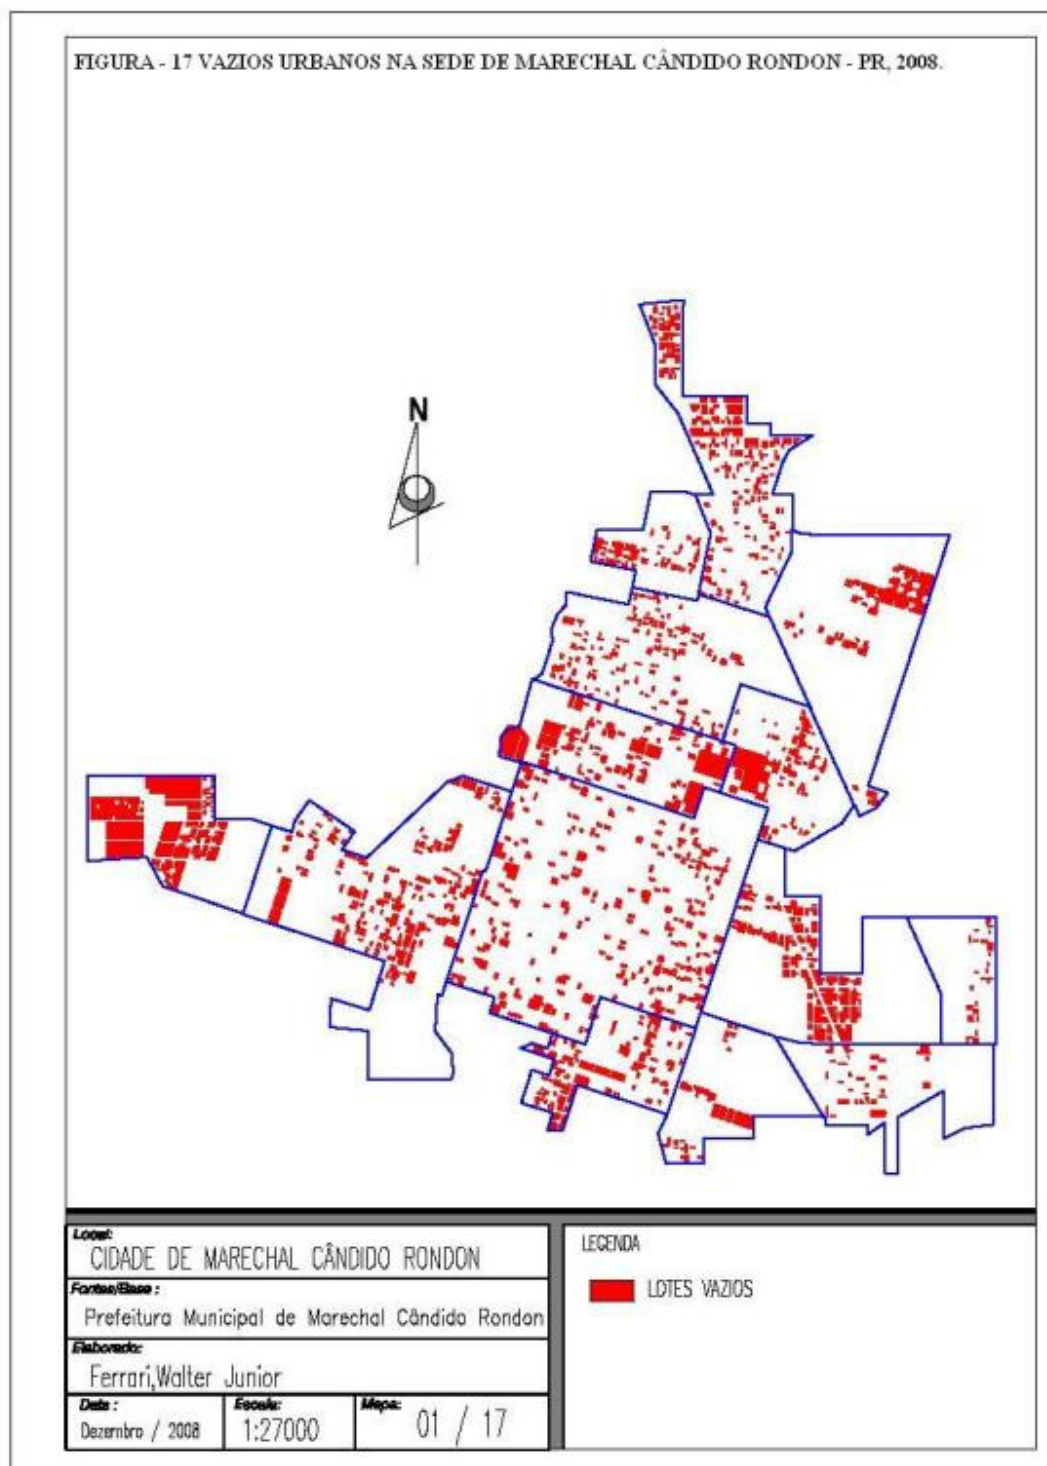 FIGURA - 17 VAZIOS URBANOS NA SEDE DE MARECHAL CÂNDIDO RONDON - PR, 2008.
N
Local:
CIDADE DE MARECHAL CÂNDIDO RONDON
Fontes/Base :
Prefeitura Municipal de Marechal Cândido Rondon
Elaborado:
Ferrari,Walter Junior
Data :
Dezembro / 2008
Escala:
1:27000
Mapa:
01 / 17
LEGENDA
LOTES VAZIOS